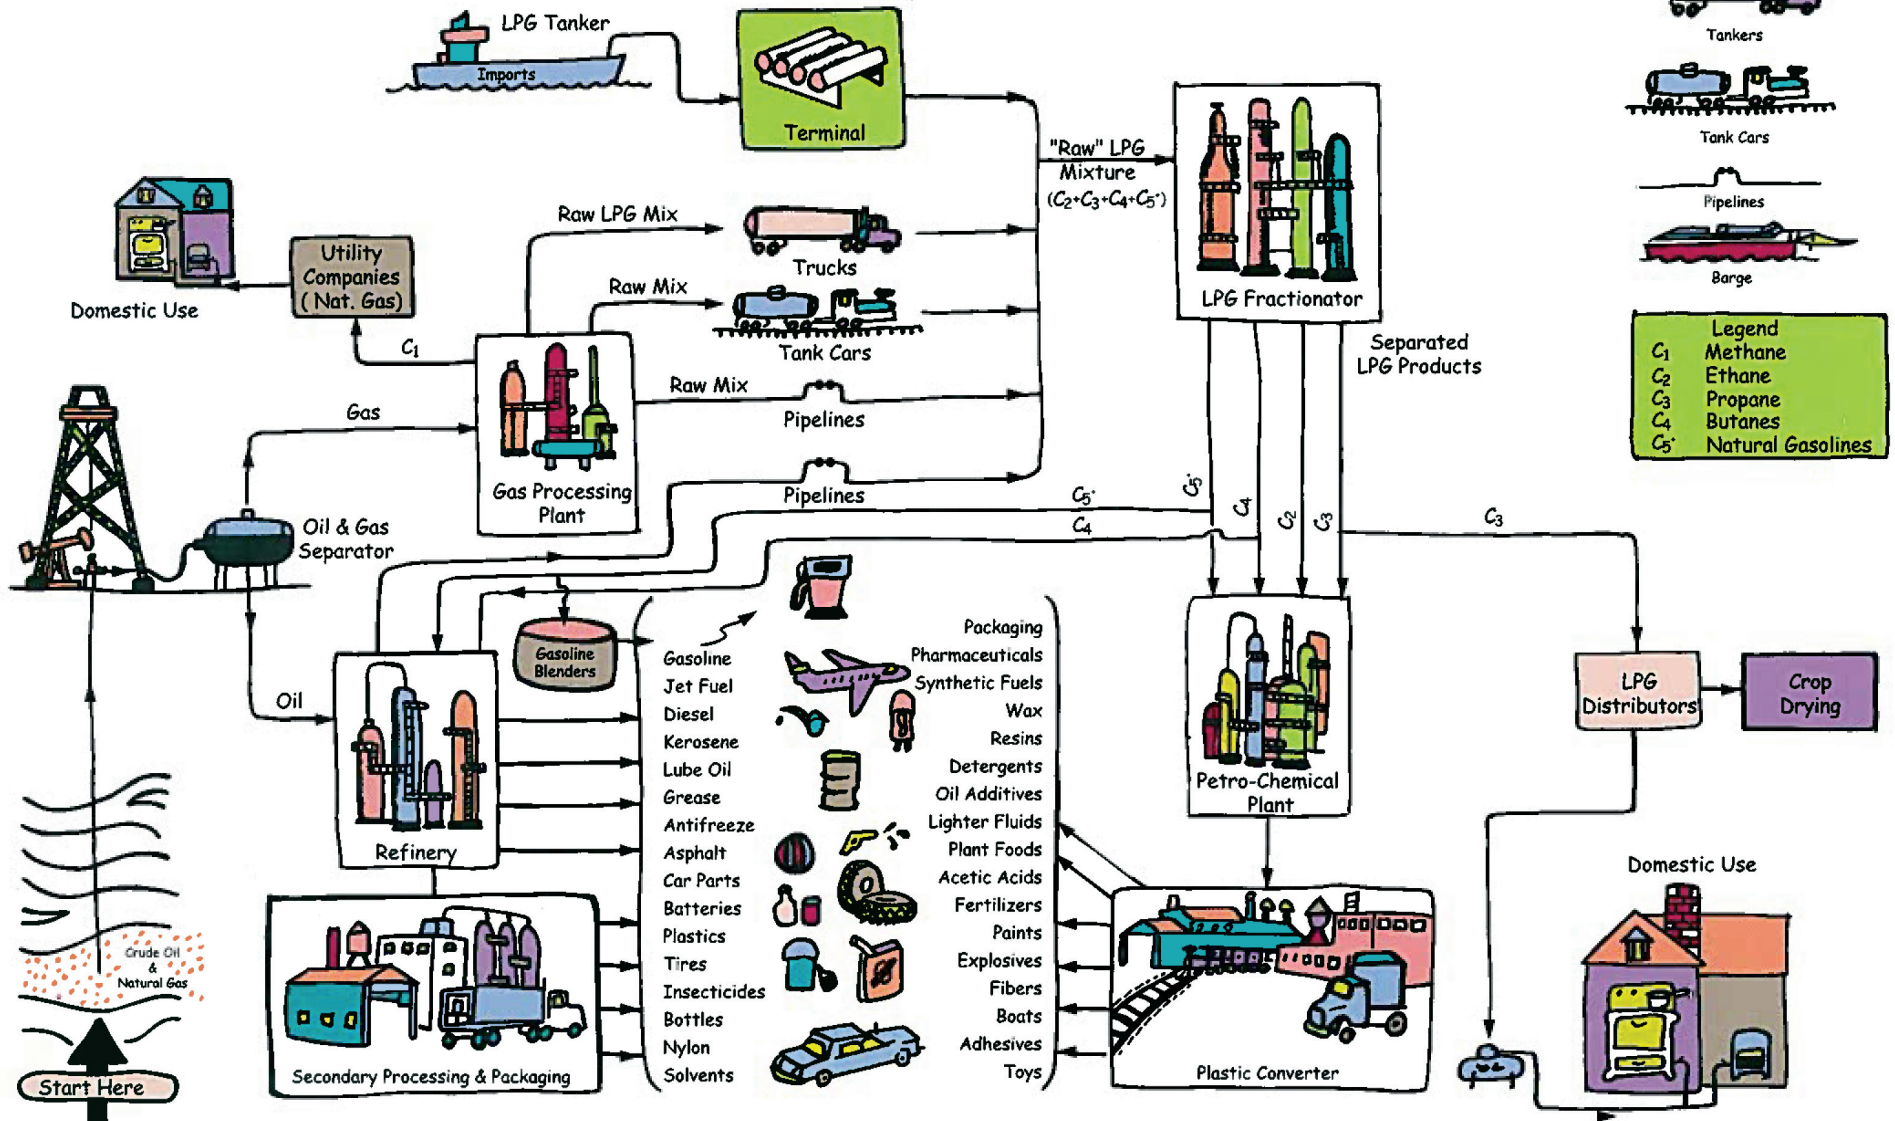 LPG Tanker
Imports
Terminal
Tankers
Tank Cars
Pipelines
Barge
"Raw" LPG
Mixture
(C2+C3+C4+C5+)
LPG Fractionator
Separated
LPG Products
Legend
C1 Methane
C2 Ethane
C3 Propane
C4 Butanes
C5+ Natural Gasolines
Raw LPG Mix
Trucks
Raw Mix
Tank Cars
Raw Mix
Pipelines
Pipelines
Utility
Companies
( Nat. Gas)
Domestic Use
C1
Gas
Gas Processing
Plant
Oil & Gas
Separator
Oil
C5+
C4
C5+
C4
C2
C3
C3
Gasoline
Blenders
Refinery
Gasoline
Jet Fuel
Diesel
Kerosene
Lube Oil
Grease
Antifreeze
Asphalt
Car Parts
Batteries
Plastics
Tires
Insecticides
Bottles
Nylon
Solvents
Packaging
Pharmaceuticals
Synthetic Fuels
Wax
Resins
Detergents
Oil Additives
Lighter Fluids
Plant Foods
Acetic Acids
Fertilizers
Paints
Explosives
Fibers
Boats
Adhesives
Toys
Petro-Chemical
Plant
LPG
Distributors
Crop
Drying
Domestic Use
Plastic Converter
Secondary Processing & Packaging
Crude Oil
&
Natural Gas
Start Here